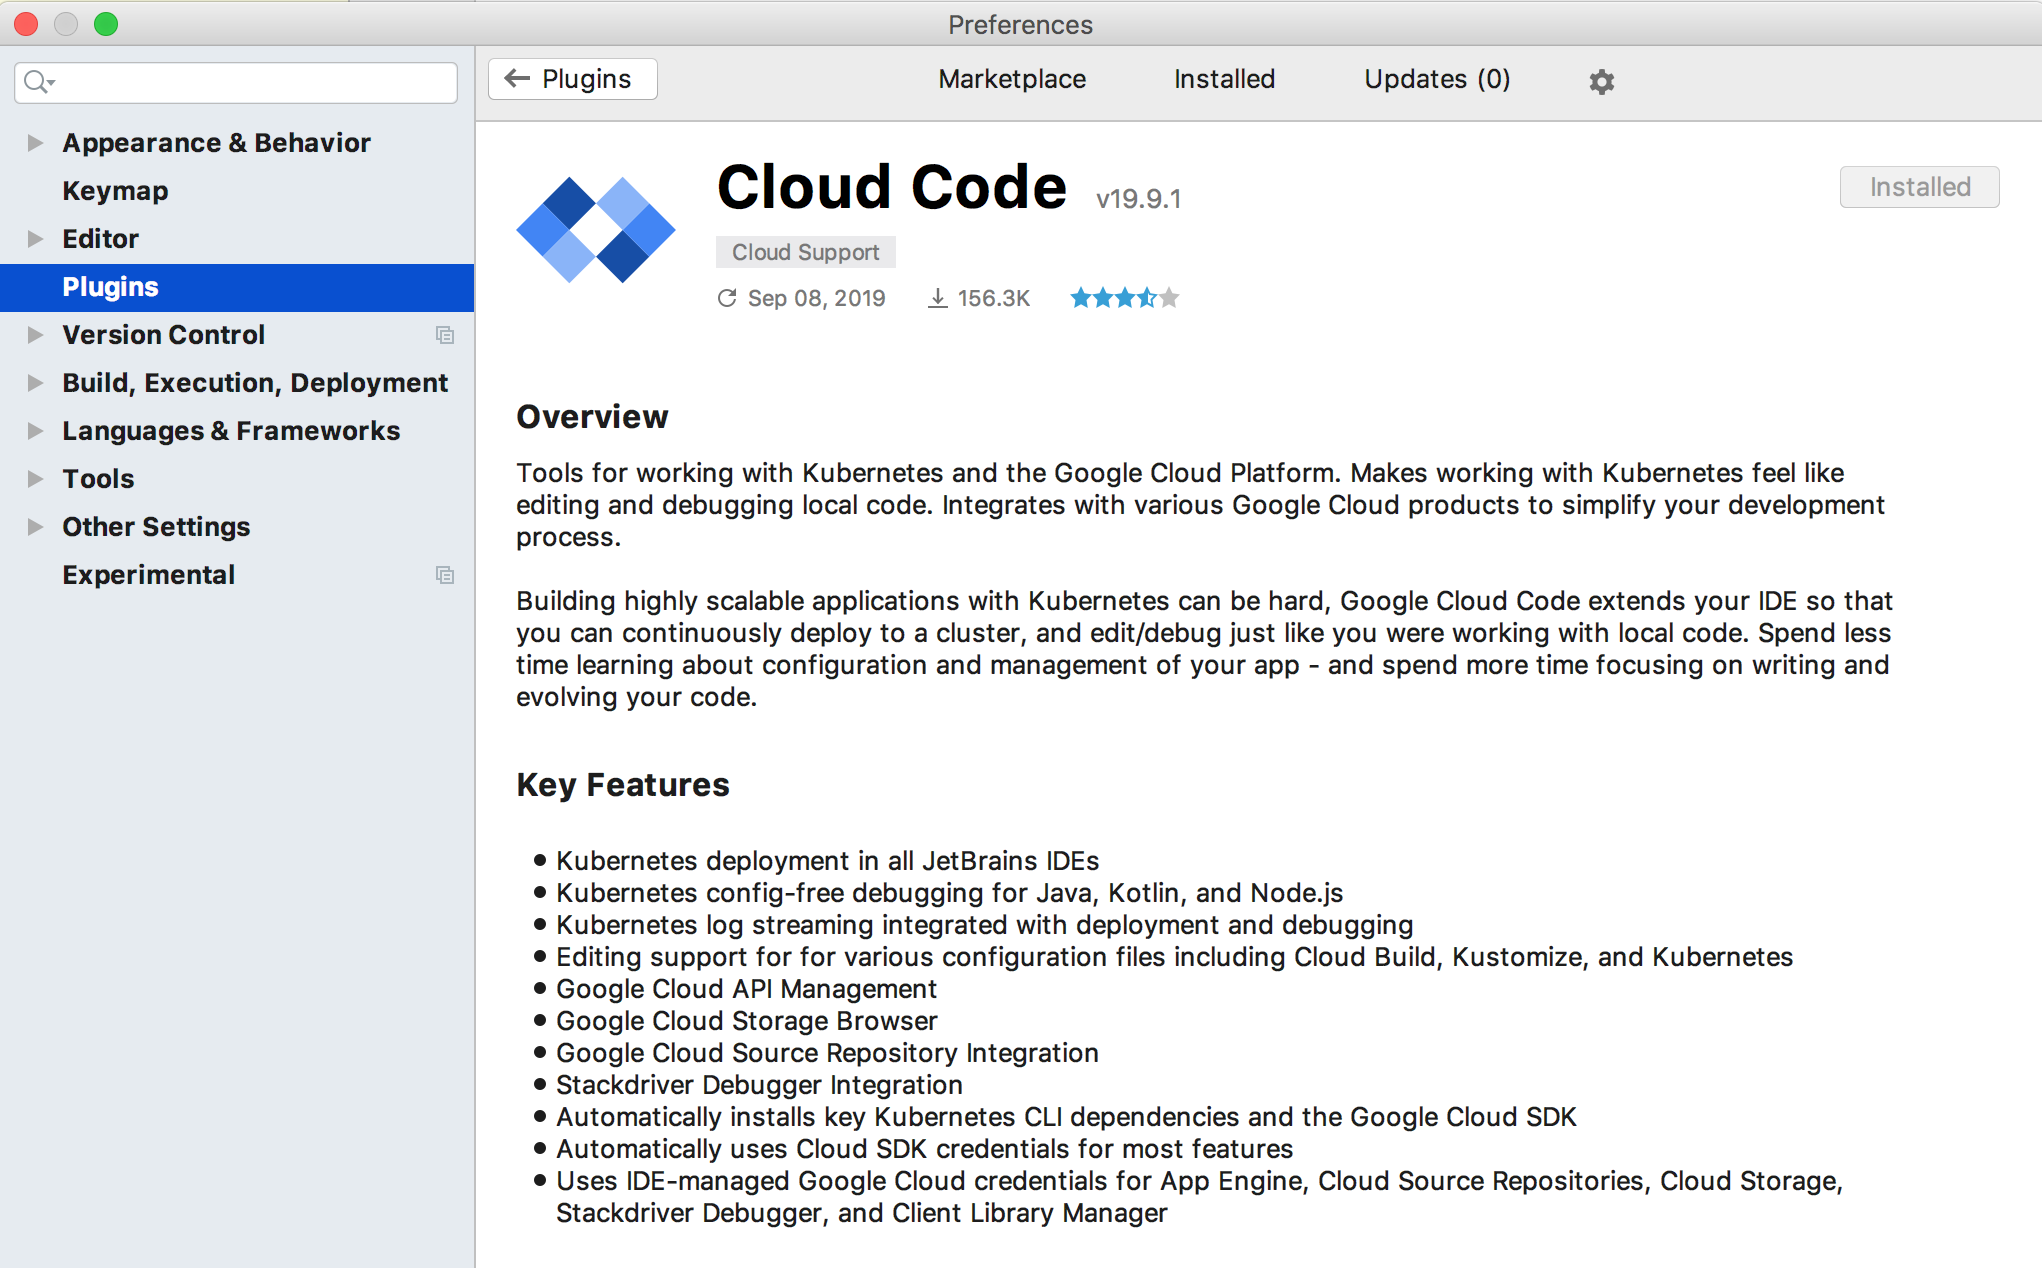 Preferences
Plugins
Marketplace
Installed
Updates (0)
Appearance & Behavior
Keymap
Editor
Plugins
Version Control
Build, Execution, Deployment
Languages & Frameworks
Tools
Other Settings
Experimental
Cloud Code v19.9.1
Installed
Cloud Support
Sep 08, 2019 156.3K
Overview
Tools for working with Kubernetes and the Google Cloud Platform. Makes working with Kubernetes feel like
editing and debugging local code. Integrates with various Google Cloud products to simplify your development
process.
Building highly scalable applications with Kubernetes can be hard, Google Cloud Code extends your IDE so that
you can continuously deploy to a cluster, and edit/debug just like you were working with local code. Spend less
time learning about configuration and management of your app - and spend more time focusing on writing and
evolving your code.
Key Features
• Kubernetes deployment in all JetBrains IDEs
• Kubernetes config-free debugging for Java, Kotlin, and Node.js
• Kubernetes log streaming integrated with deployment and debugging
• Editing support for for various configuration files including Cloud Build, Kustomize, and Kubernetes
• Google Cloud API Management
• Google Cloud Storage Browser
• Google Cloud Source Repository Integration
• Stackdriver Debugger Integration
• Automatically installs key Kubernetes CLI dependencies and the Google Cloud SDK
• Automatically uses Cloud SDK credentials for most features
• Uses IDE-managed Google Cloud credentials for App Engine, Cloud Source Repositories, Cloud Storage,
Stackdriver Debugger, and Client Library Manager